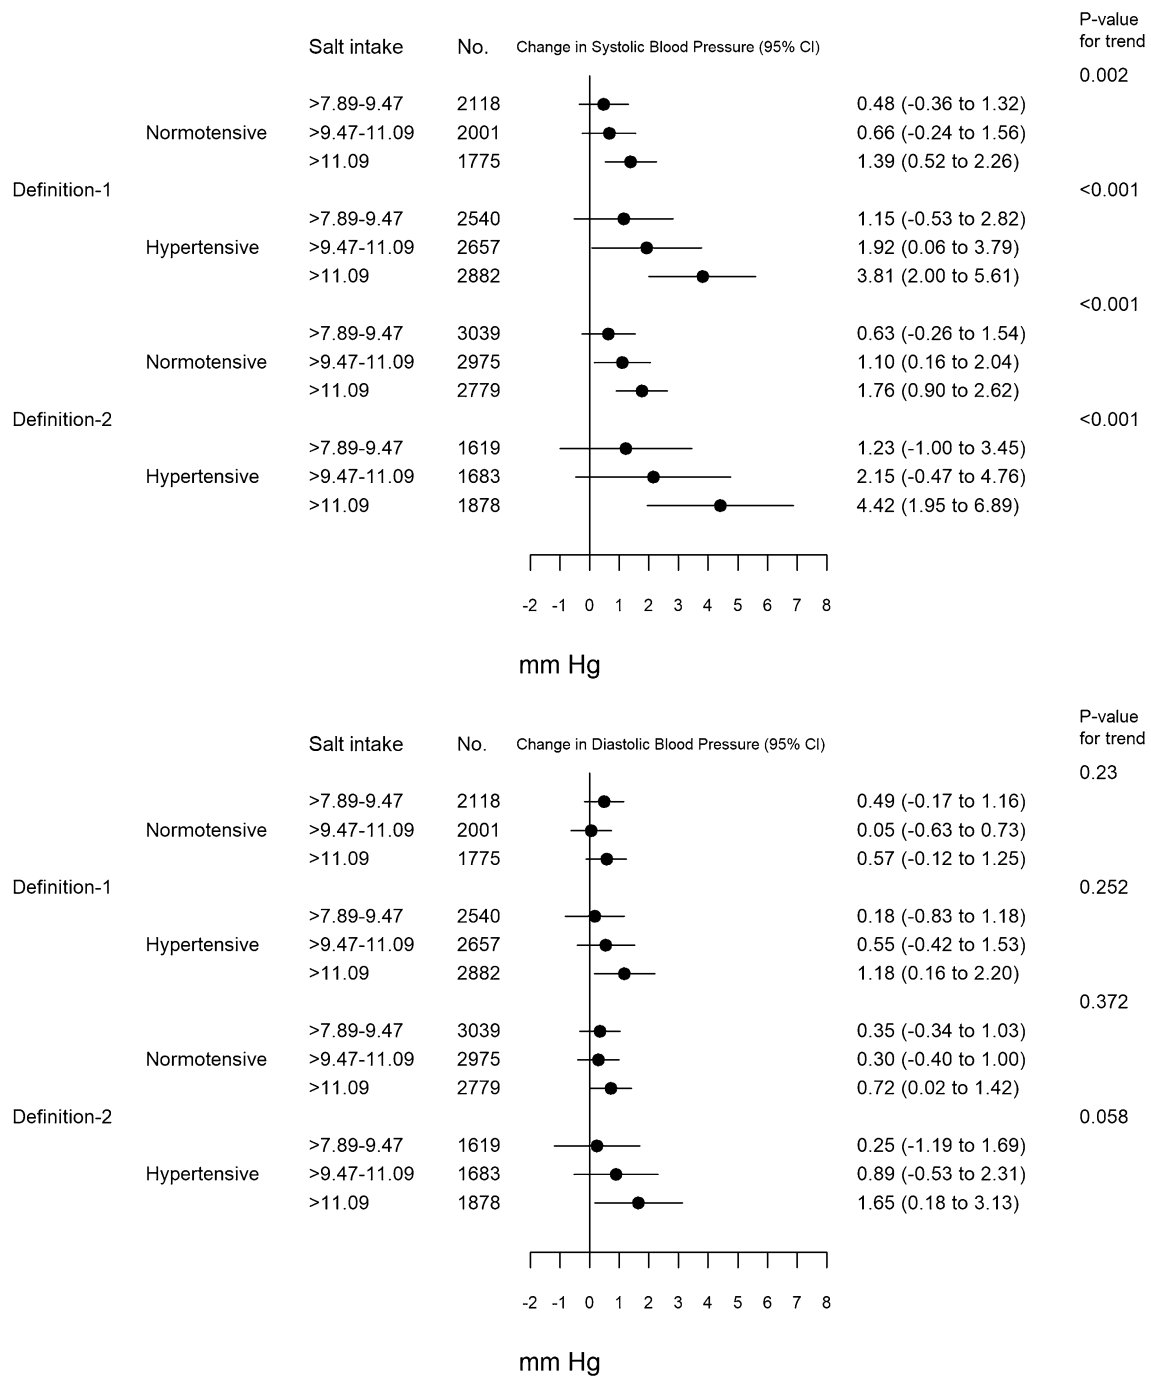 P-value
for trend
Salt intake No. Change in Systolic Blood Pressure (95% CI)
0.002
>7.89-9.47 2118 0.48 (-0.36 to 1.32)
Normotensive >9.47-11.09 2001 0.66 (-0.24 to 1.56)
>11.09 1775 1.39 (0.52 to 2.26)
Definition-1 <0.001
>7.89-9.47 2540 1.15 (-0.53 to 2.82)
Hypertensive >9.47-11.09 2657 1.92 (0.06 to 3.79)
>11.09 2882 3.81 (2.00 to 5.61)
<0.001
>7.89-9.47 3039 0.63 (-0.26 to 1.54)
Normotensive >9.47-11.09 2975 1.10 (0.16 to 2.04)
>11.09 2779 1.76 (0.90 to 2.62)
Definition-2 <0.001
>7.89-9.47 1619 1.23 (-1.00 to 3.45)
Hypertensive >9.47-11.09 1683 2.15 (-0.47 to 4.76)
>11.09 1878 4.42 (1.95 to 6.89)
-2 -1 0 1 2 3 4 5 6 7 8
mm Hg
P-value
for trend
Salt intake No. Change in Diastolic Blood Pressure (95% CI)
0.23
>7.89-9.47 2118 0.49 (-0.17 to 1.16)
Normotensive >9.47-11.09 2001 0.05 (-0.63 to 0.73)
>11.09 1775 0.57 (-0.12 to 1.25)
Definition-1 0.252
>7.89-9.47 2540 0.18 (-0.83 to 1.18)
Hypertensive >9.47-11.09 2657 0.55 (-0.42 to 1.53)
>11.09 2882 1.18 (0.16 to 2.20)
0.372
>7.89-9.47 3039 0.35 (-0.34 to 1.03)
Normotensive >9.47-11.09 2975 0.30 (-0.40 to 1.00)
>11.09 2779 0.72 (0.02 to 1.42)
Definition-2 0.058
>7.89-9.47 1619 0.25 (-1.19 to 1.69)
Hypertensive >9.47-11.09 1683 0.89 (-0.53 to 2.31)
>11.09 1878 1.65 (0.18 to 3.13)
-2 -1 0 1 2 3 4 5 6 7 8
mm Hg